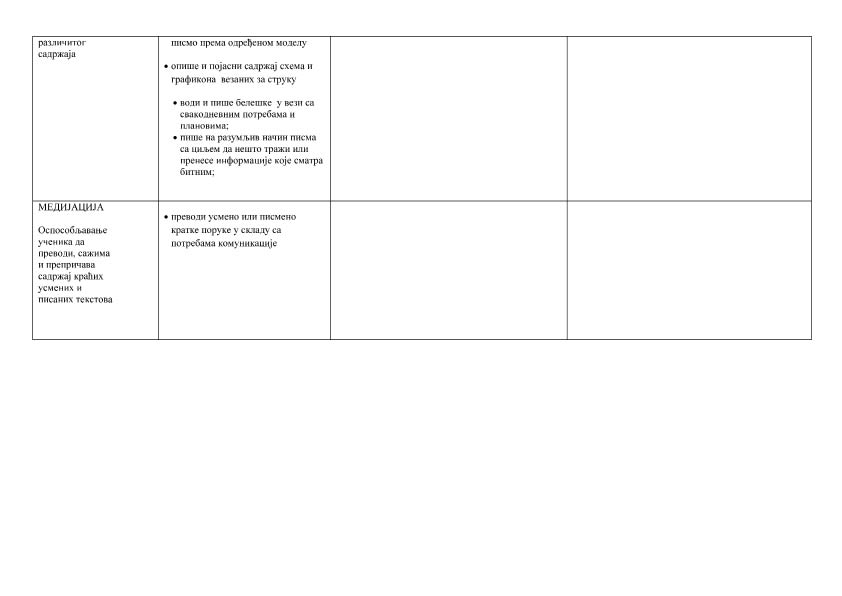 различитог
садржаја
писмо према одређеном моделу
• опише и појасни садржај схема и
графикона везаних за струку
• води и пише белешке у вези са
свакодневним потребама и
плановима;
• пише на разумљив начин писма
са циљем да нешто тражи или
пренесе информације које сматра
битним;
МЕДИЈАЦИЈА
Оспособљавање
ученика да
преводи, сажима
и препричава
садржај краћих
усмених и
писаних текстова
• преводи усмено или писмено
кратке поруке у складу са
потребама комуникације